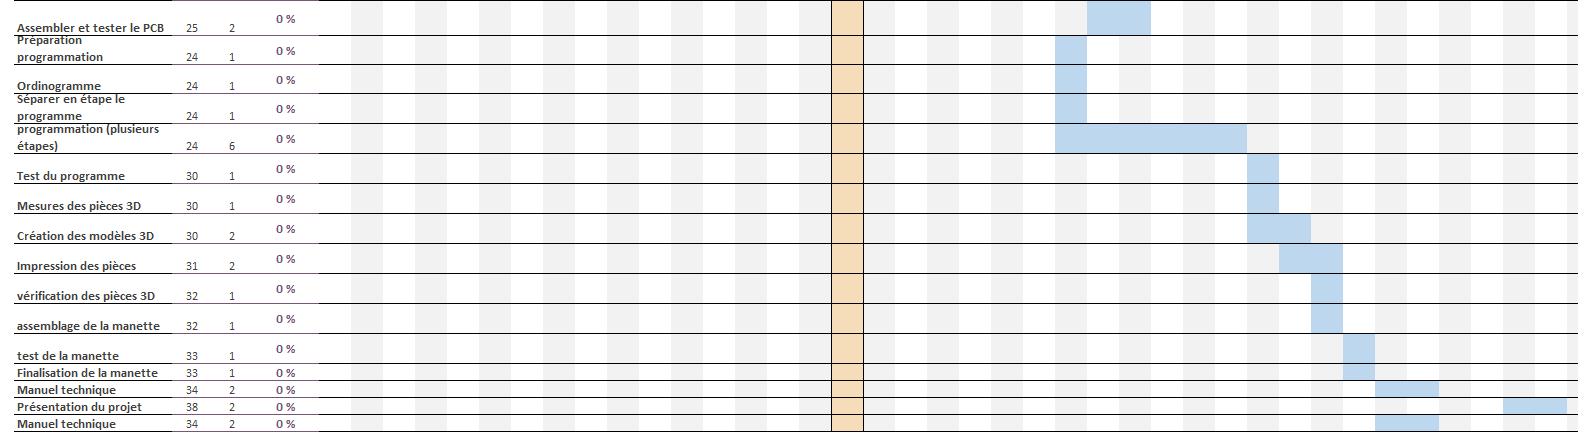 Assembler et tester le PCB 25 2 0 %
Préparation
programmation 24 1 0 %
Ordinogramme 24 1 0 %
Séparer en étape le
programme 24 1 0 %
programmation (plusieurs
étapes) 24 6 0 %
Test du programme 30 1 0 %
Mesures des pièces 3D 30 1 0 %
Création des modèles 3D 30 2 0 %
Impression des pièces 31 2 0 %
vérification des pièces 3D 32 1 0 %
assemblage de la manette 32 1 0 %
test de la manette 33 1 0 %
Finalisation de la manette 33 1 0 %
Manuel technique 34 2 0 %
Présentation du projet 38 2 0 %
Manuel technique 34 2 0 %